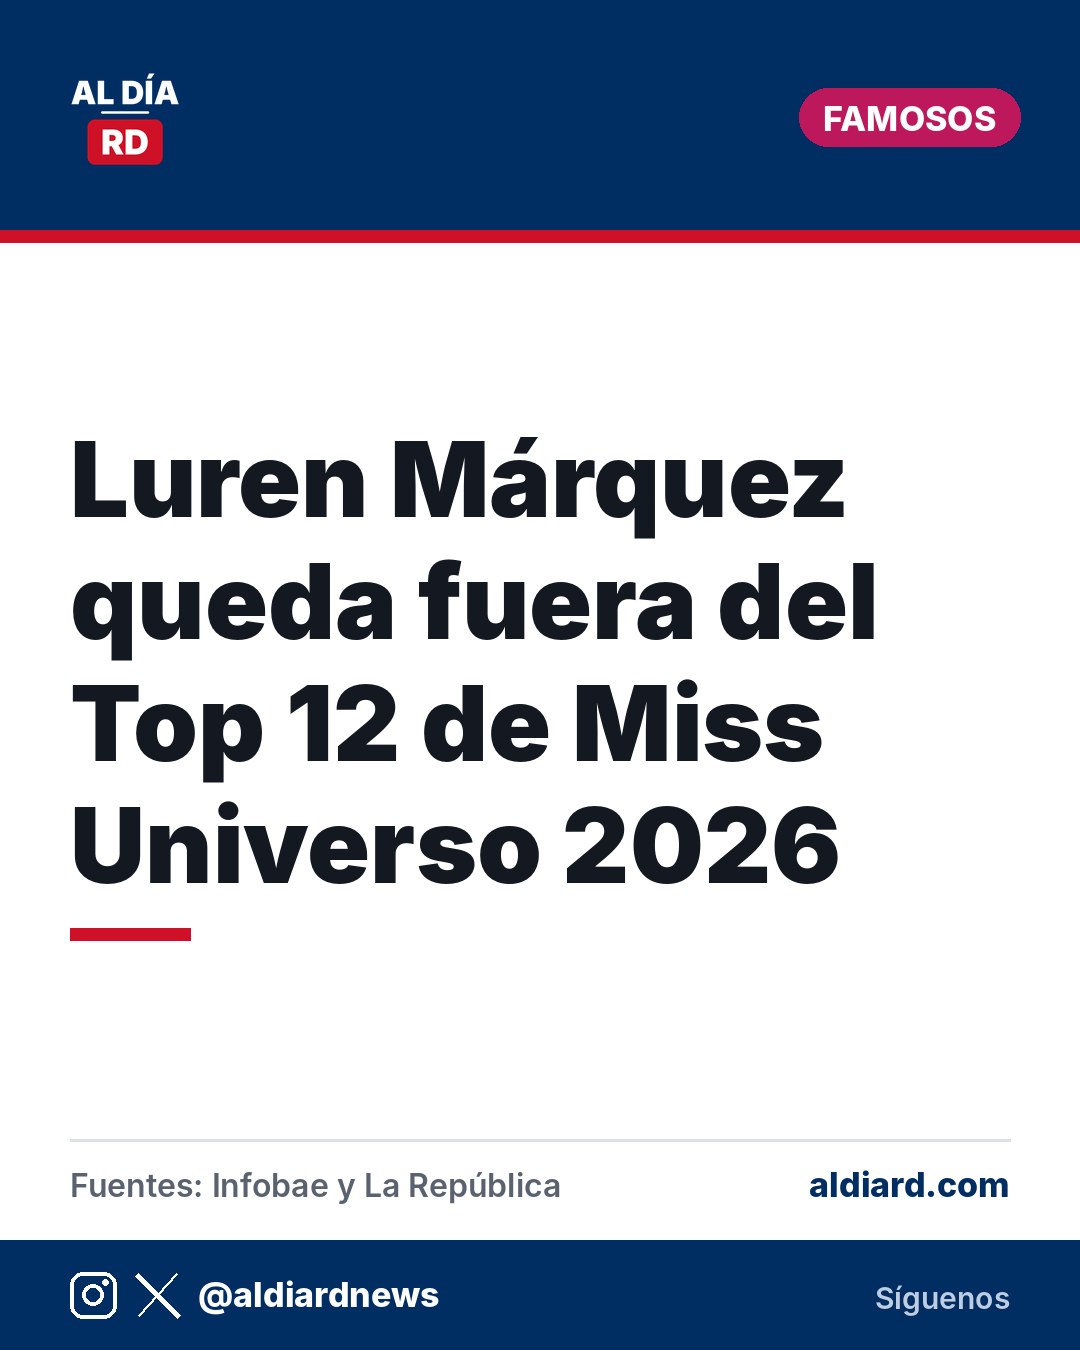 AL DÍA
RD
FAMOSOS
Luren Márquez
queda fuera del
Top 12 de Miss
Universo 2026
Fuentes: Infobae y La República
aldiard.com
@aldiardnews
Síguenos